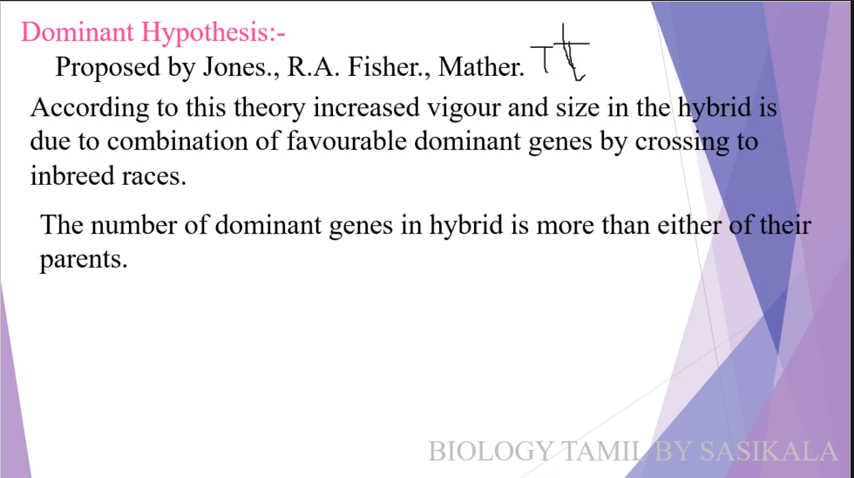 Dominant Hypothesis:-
Proposed by Jones., R.A. Fisher., Mather. Tt
According to this theory increased vigour and size in the hybrid is
due to combination of favourable dominant genes by crossing to
inbreed races.
The number of dominant genes in hybrid is more than either of their
parents.
BIOLOGY TAMIL BY SASIKALA